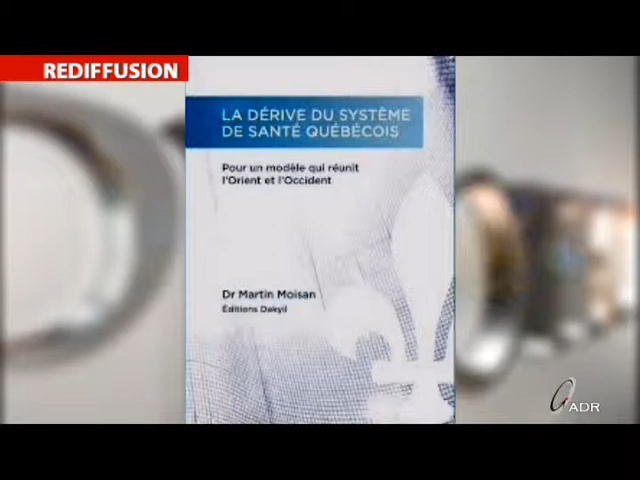 REDIFFUSION
LA DÉRIVE DU SYSTÈME
DE SANTÉ QUÉBÉCOIS
Pour un modèle qui réunit
l'Orient et l'Occident
Dr Martin Moisan
Éditions Dakyil
ADR